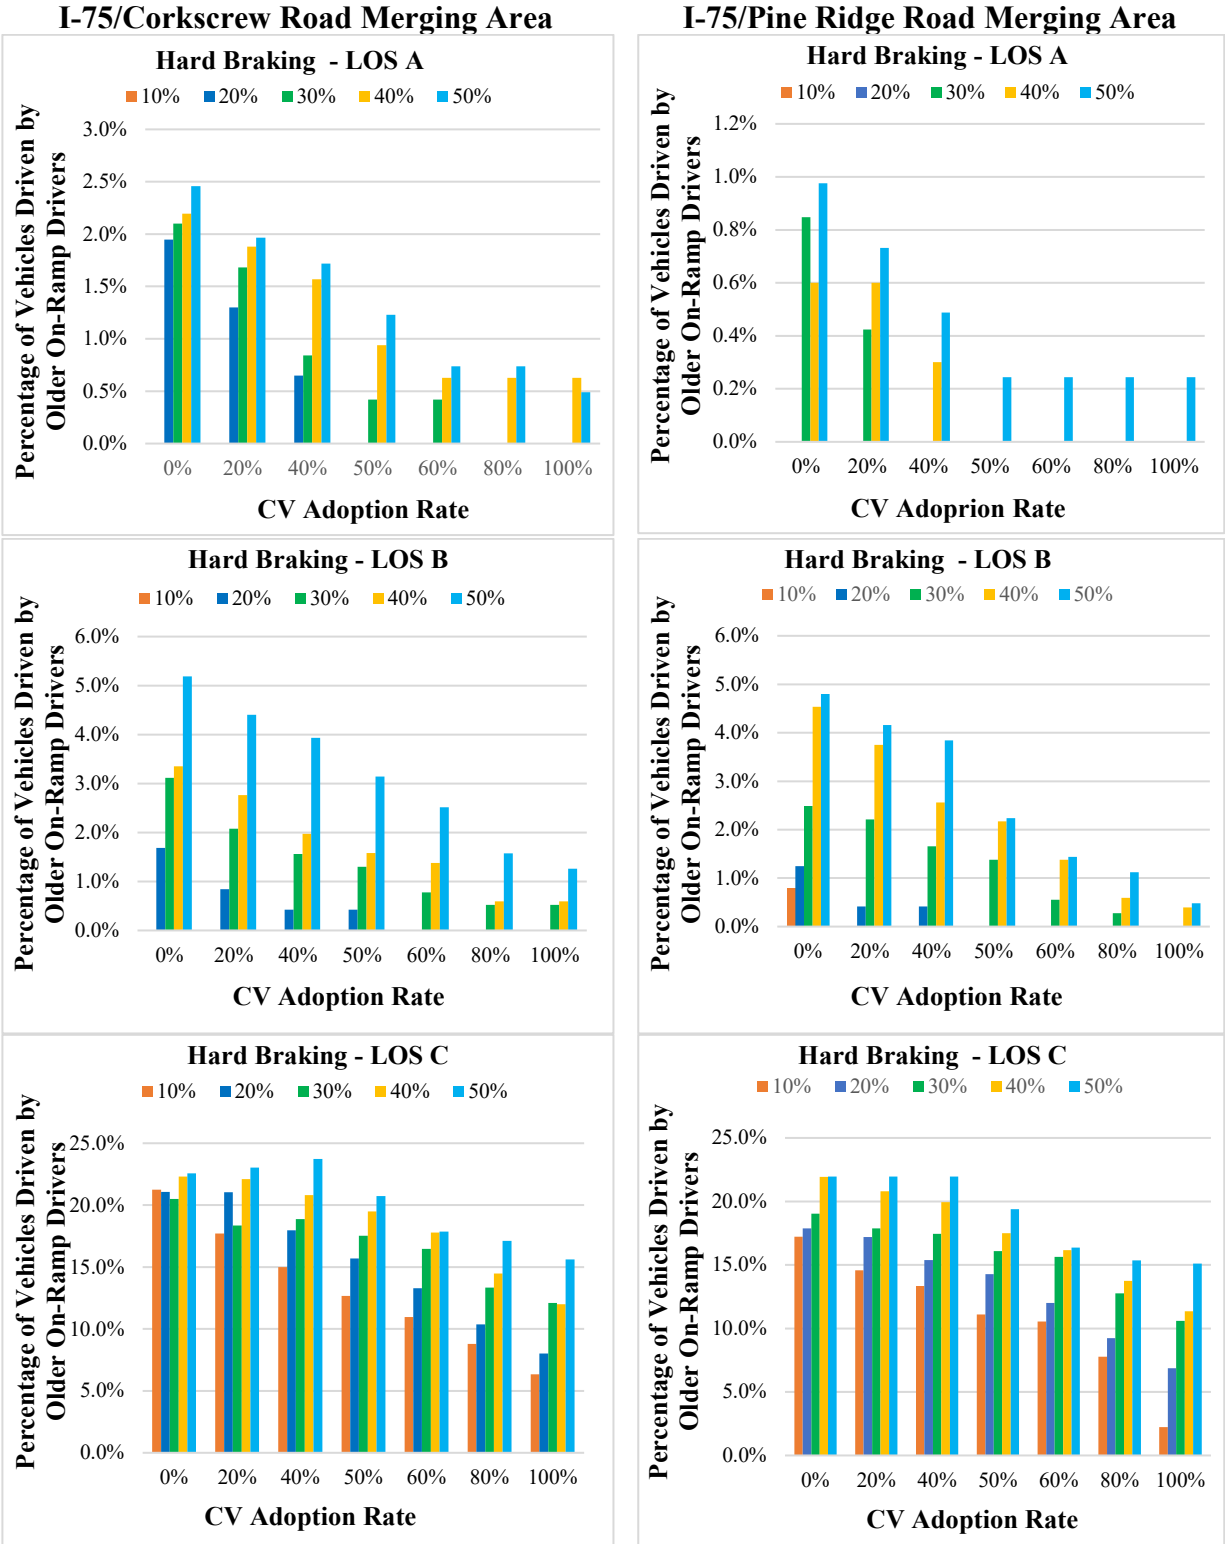 I-75/Corkscrew Road Merging Area
Hard Braking - LOS A
10% 20% 30% 40% 50%
Percentage of Vehicles Driven by
Older On-Ramp Drivers
3.0%
2.5%
2.0%
1.5%
1.0%
0.5%
0.0%
0% 20% 40% 50% 60% 80% 100%
CV Adoption Rate
I-75/Pine Ridge Road Merging Area
Hard Braking - LOS A
10% 20% 30% 40% 50%
Percentage of Vehicles Driven by
Older On-Ramp Drivers
1.2%
1.0%
0.8%
0.6%
0.4%
0.2%
0.0%
0% 20% 40% 50% 60% 80% 100%
CV Adoprion Rate
Hard Braking - LOS B
10% 20% 30% 40% 50%
Percentage of Vehicles Driven by
Older On-Ramp Drivers
6.0%
5.0%
4.0%
3.0%
2.0%
1.0%
0.0%
0% 20% 40% 50% 60% 80% 100%
CV Adoption Rate
Hard Braking - LOS B
10% 20% 30% 40% 50%
Percentage of Vehicles Driven by
Older On-Ramp Drivers
6.0%
5.0%
4.0%
3.0%
2.0%
1.0%
0.0%
0% 20% 40% 50% 60% 80% 100%
CV Adoption Rate
Hard Braking - LOS C
10% 20% 30% 40% 50%
Percentage of Vehicles Driven by
Older On-Ramp Drivers
25.0%
20.0%
15.0%
10.0%
5.0%
0.0%
0% 20% 40% 50% 60% 80% 100%
CV Adoption Rate
Hard Braking - LOS C
10% 20% 30% 40% 50%
Percentage of Vehicles Driven by
Older On-Ramp Drivers
25.0%
20.0%
15.0%
10.0%
5.0%
0.0%
0% 20% 40% 50% 60% 80% 100%
CV Adoption Rate